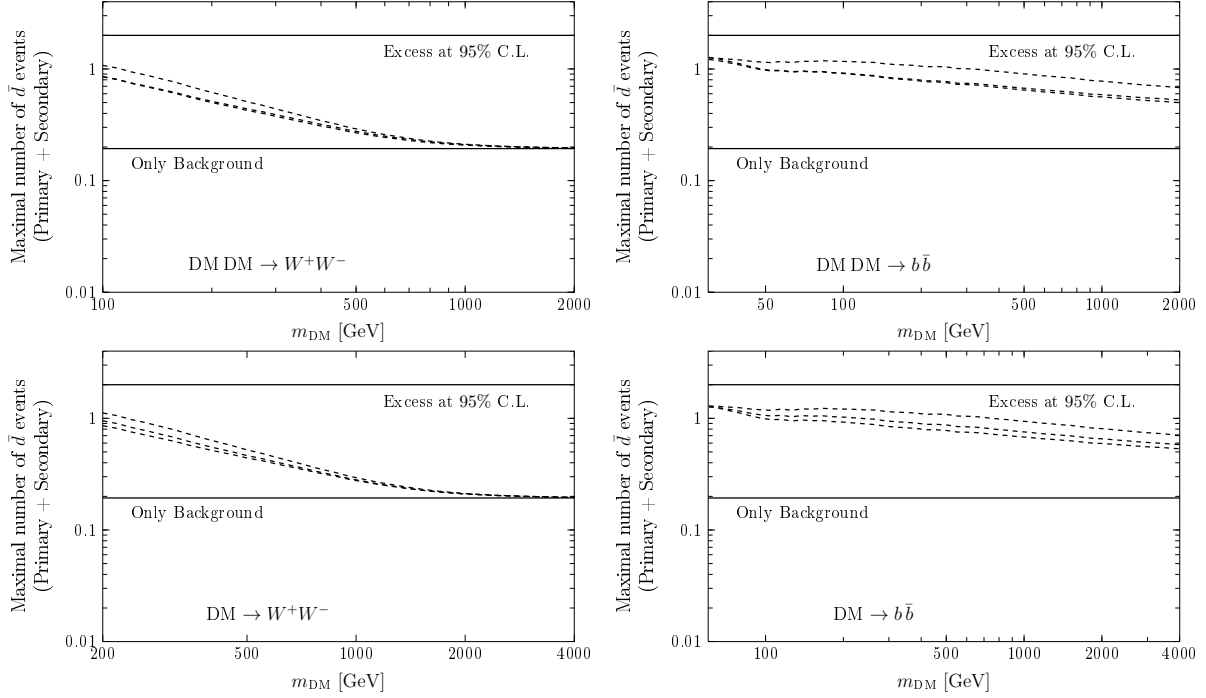 Maximal number of d̄ events
(Primary + Secondary)
1
0.1
0.01
Excess at 95% C.L.
Only Background
DM DM → W⁺W⁻
100
500
1000
2000
m_DM [GeV]
Maximal number of d̄ events
(Primary + Secondary)
1
0.1
0.01
Excess at 95% C.L.
Only Background
DM DM → b b̄
50
100
500
1000
2000
m_DM [GeV]
Maximal number of d̄ events
(Primary + Secondary)
1
0.1
0.01
Excess at 95% C.L.
Only Background
DM → W⁺W⁻
200
500
1000
2000
4000
m_DM [GeV]
Maximal number of d̄ events
(Primary + Secondary)
1
0.1
0.01
Excess at 95% C.L.
Only Background
DM → b b̄
100
500
1000
2000
4000
m_DM [GeV]